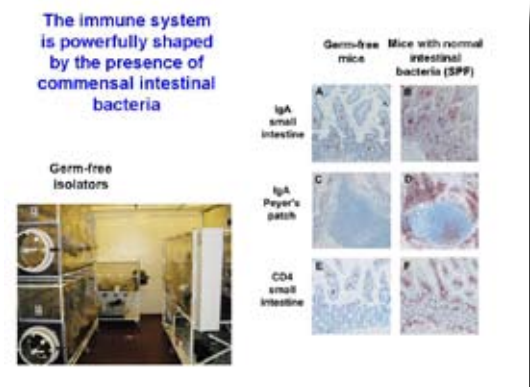 The immune system
is powerfully shaped
by the presence of
commensal intestinal
bacteria
Germ-free
isolators
Germ-free
mice
Mice with normal
intestinal
bacteria (SPF)
A
B
IgA
small
intestine
C
D
IgA
Peyer's
patch
E
F
CD4
small
intestine